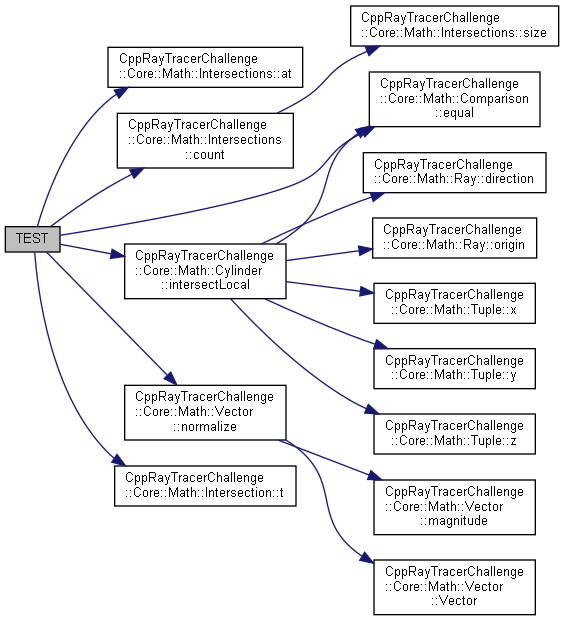 TEST
CppRayTracerChallenge
::Core::Math::Intersections::at
CppRayTracerChallenge
::Core::Math::Intersections
::count
CppRayTracerChallenge
::Core::Math::Cylinder
::intersectLocal
CppRayTracerChallenge
::Core::Math::Vector
::normalize
CppRayTracerChallenge
::Core::Math::Intersection::t
CppRayTracerChallenge
::Core::Math::Intersections::size
CppRayTracerChallenge
::Core::Math::Comparison
::equal
CppRayTracerChallenge
::Core::Math::Ray::direction
CppRayTracerChallenge
::Core::Math::Ray::origin
CppRayTracerChallenge
::Core::Math::Tuple::x
CppRayTracerChallenge
::Core::Math::Tuple::y
CppRayTracerChallenge
::Core::Math::Tuple::z
CppRayTracerChallenge
::Core::Math::Vector
::magnitude
CppRayTracerChallenge
::Core::Math::Vector
::Vector